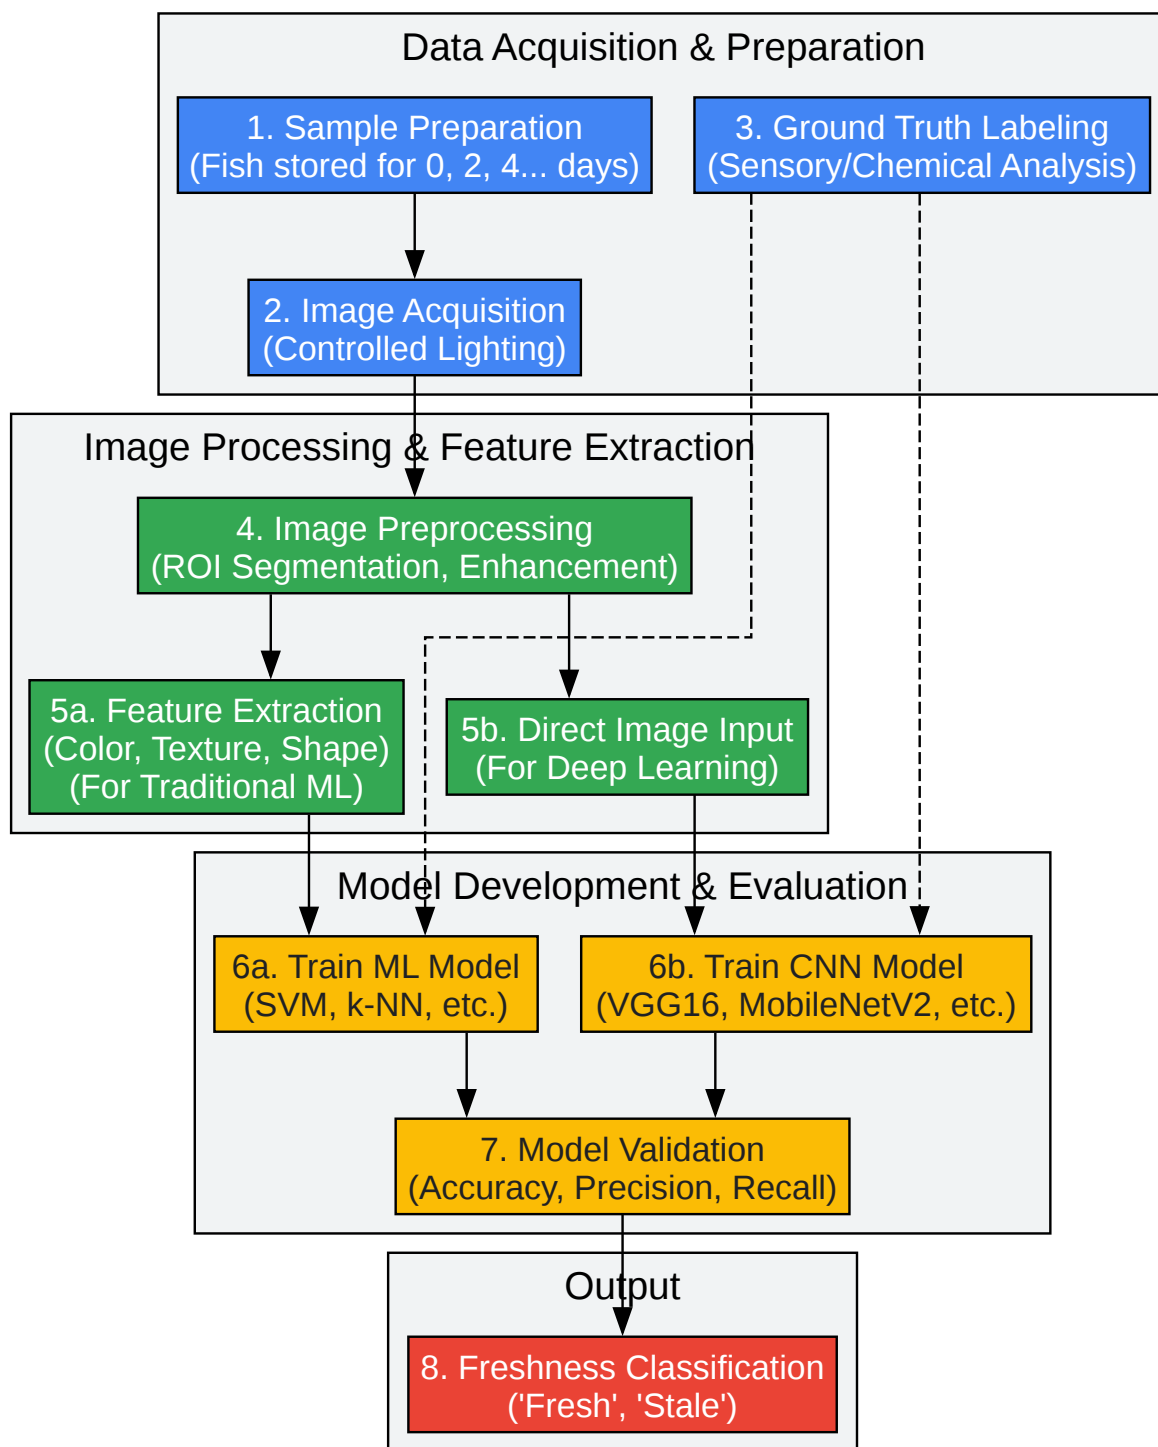 Data Acquisition & Preparation
1. Sample Preparation
(Fish stored for 0, 2, 4... days)
3. Ground Truth Labeling
(Sensory/Chemical Analysis)
2. Image Acquisition
(Controlled Lighting)
Image Processing & Feature Extraction
4. Image Preprocessing
(ROI Segmentation, Enhancement)
5a. Feature Extraction
(Color, Texture, Shape)
(For Traditional ML)
5b. Direct Image Input
(For Deep Learning)
Model Development & Evaluation
6a. Train ML Model
(SVM, k-NN, etc.)
6b. Train CNN Model
(VGG16, MobileNetV2, etc.)
7. Model Validation
(Accuracy, Precision, Recall)
Output
8. Freshness Classification
('Fresh', 'Stale')